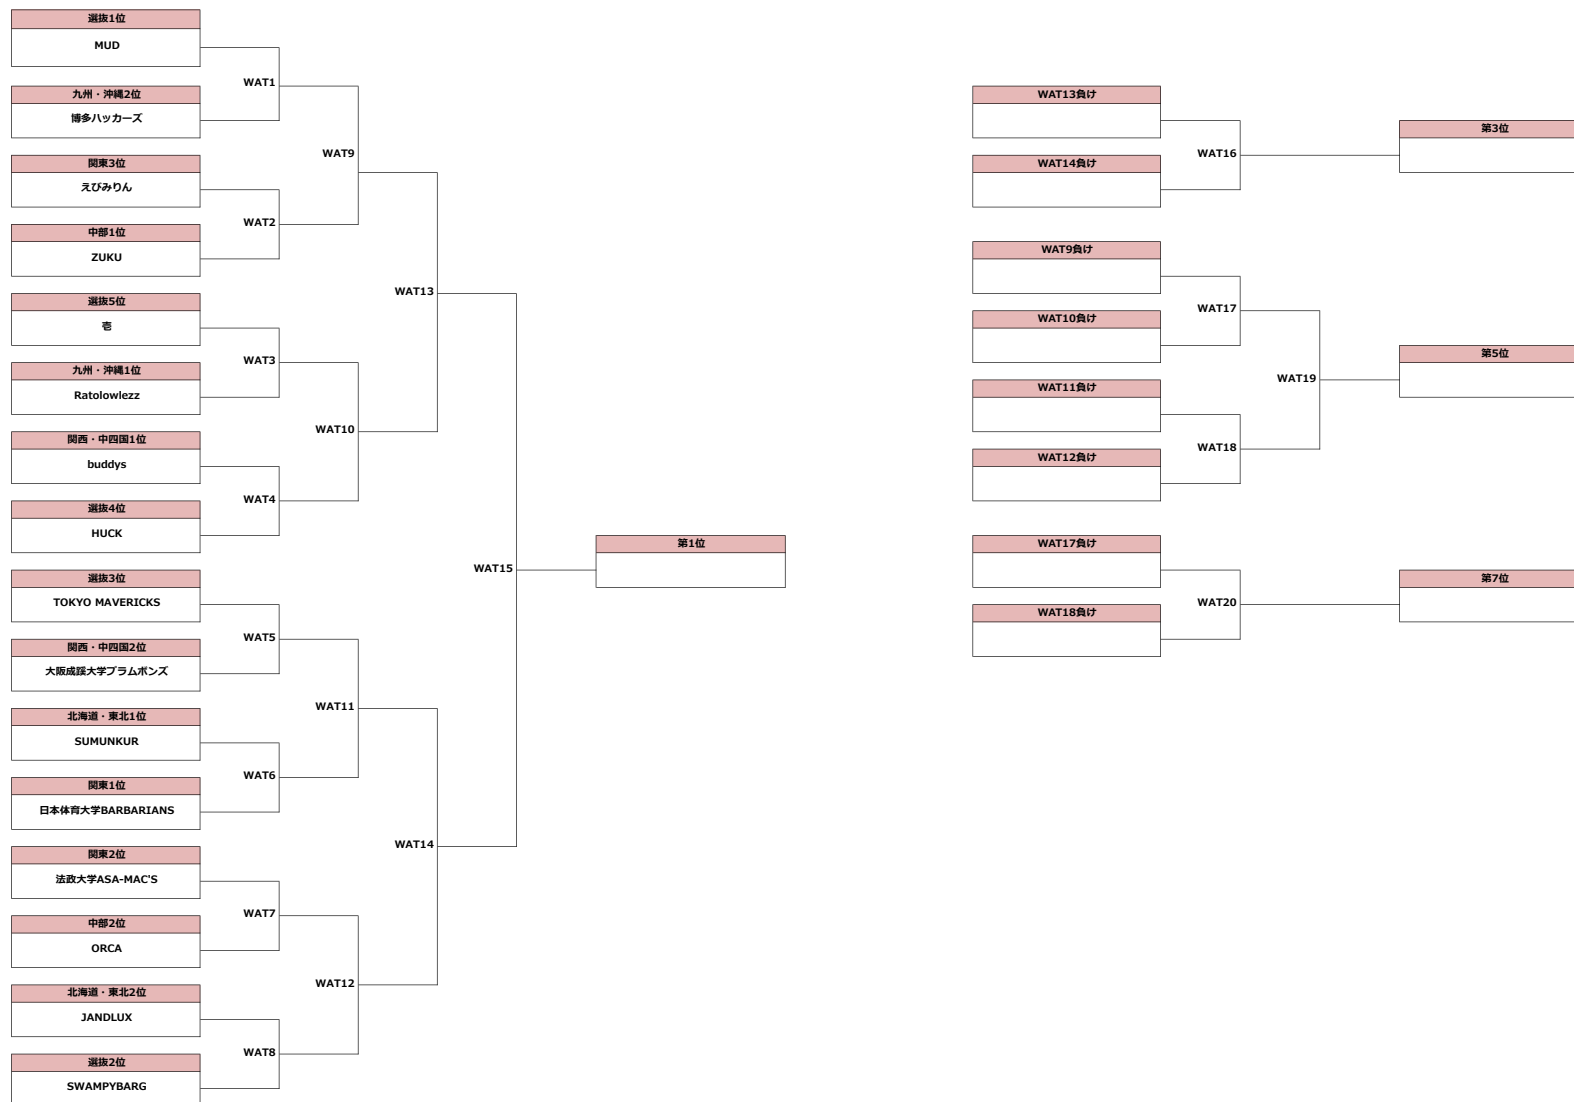 選抜1位
MUD
WAT1
九州・沖縄2位
博多ハッカーズ
WAT9
関東3位
えびみりん
WAT2
中部1位
ZUKU
WAT13
選抜5位
壱
WAT3
九州・沖縄1位
Ratolowlezz
WAT10
関西・中四国1位
buddys
WAT4
選抜4位
HUCK
WAT15
第1位
選抜3位
TOKYO MAVERICKS
WAT5
関西・中四国2位
大阪成蹊大学プラムポンズ
WAT11
北海道・東北1位
SUMUNKUR
WAT6
関東1位
日本体育大学BARBARIANS
WAT14
関東2位
法政大学ASA-MAC'S
WAT7
中部2位
ORCA
WAT12
北海道・東北2位
JANDLUX
WAT8
選抜2位
SWAMPYBARG
WAT13負け
WAT16
第3位
WAT14負け
WAT9負け
WAT17
WAT10負け
WAT19
第5位
WAT11負け
WAT18
WAT12負け
WAT17負け
WAT20
第7位
WAT18負け